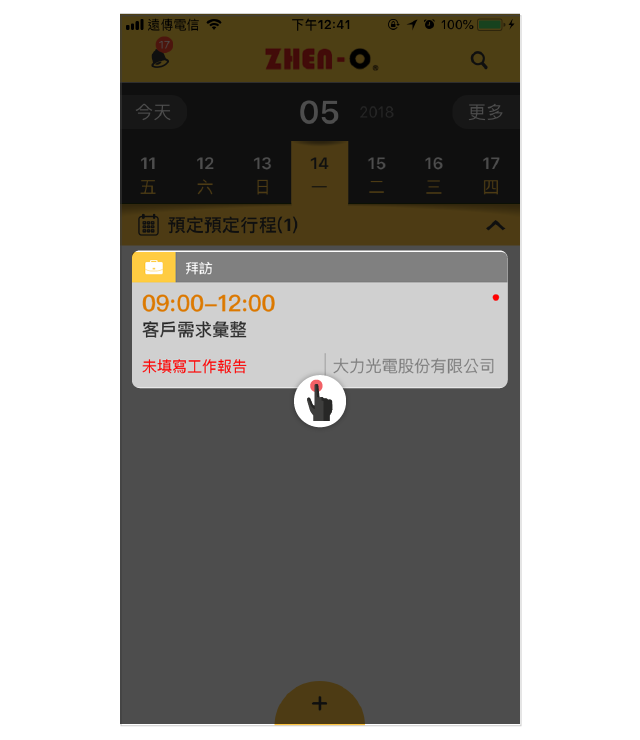 遠傳電信 下午12:41 100%
17
ZHEN-O®
今天 05 2018 更多
11 12 13 14 15 16 17
五 六 日 一 二 三 四
預定預定行程(1)
拜訪
09:00–12:00
客戶需求彙整
未填寫工作報告 大力光電股份有限公司
+